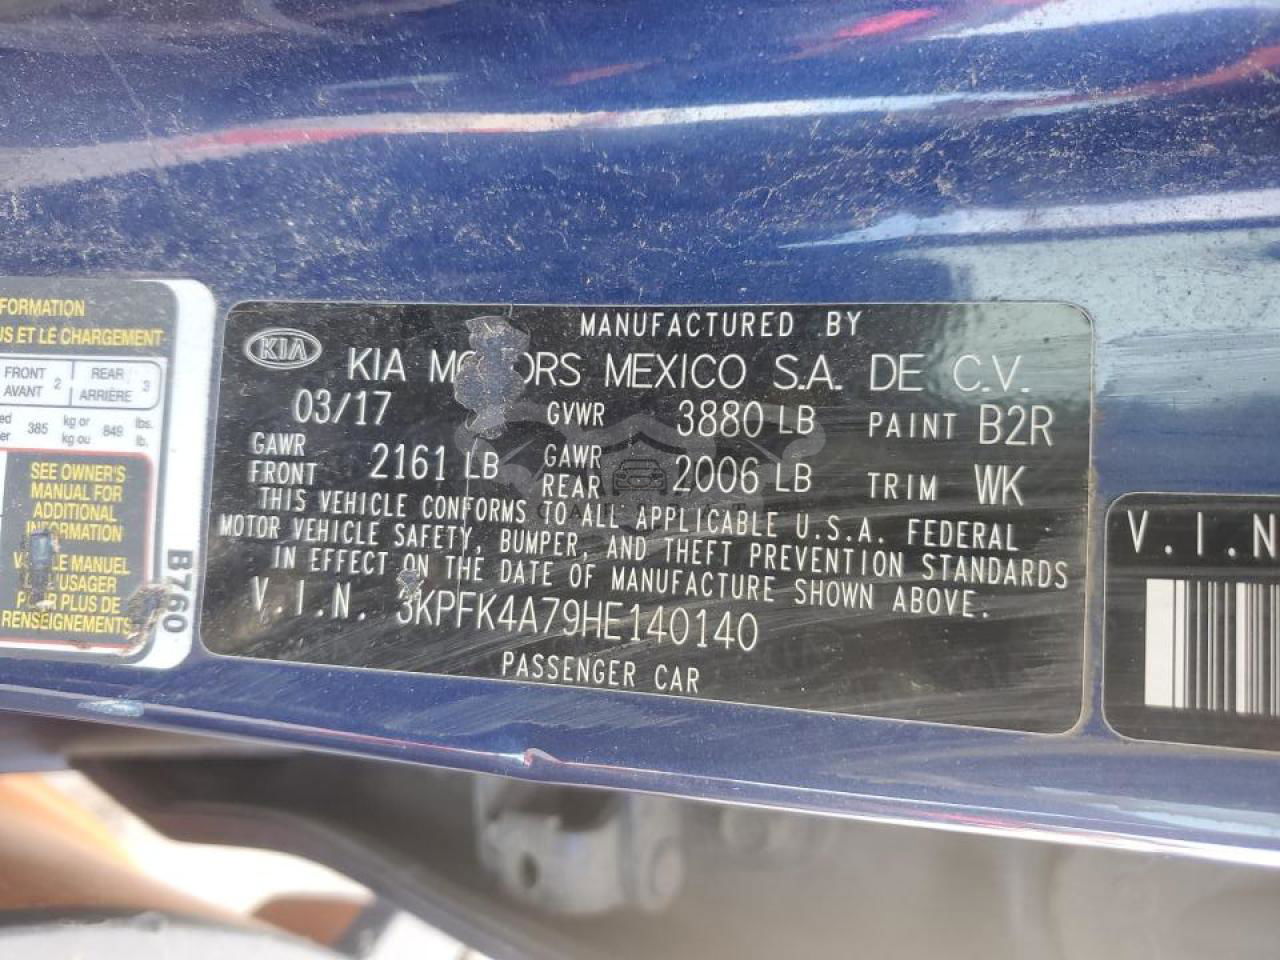 FORMATION
US ET LE CHARGEMENT
FRONT
AVANT 2
REAR
ARRIÈRE 3
385 kg or
kg ou 849 lbs.
lb.
SEE OWNER'S
MANUAL FOR
ADDITIONAL
INFORMATION
MANUEL
L'USAGER
POUR PLUS DE
RENSEIGNEMENTS
B760
KIA
MANUFACTURED BY
KIA MOTORS MEXICO S.A. DE C.V.
03/17 GVWR 3880 LB PAINT B2R
GAWR
FRONT 2161 LB GAWR
REAR 2006 LB TRIM WK
THIS VEHICLE CONFORMS TO ALL APPLICABLE U.S.A. FEDERAL
MOTOR VEHICLE SAFETY, BUMPER, AND THEFT PREVENTION STANDARDS
IN EFFECT ON THE DATE OF MANUFACTURE SHOWN ABOVE.
V.I.N. 3KPFK4A79HE140140
PASSENGER CAR
V.I.N